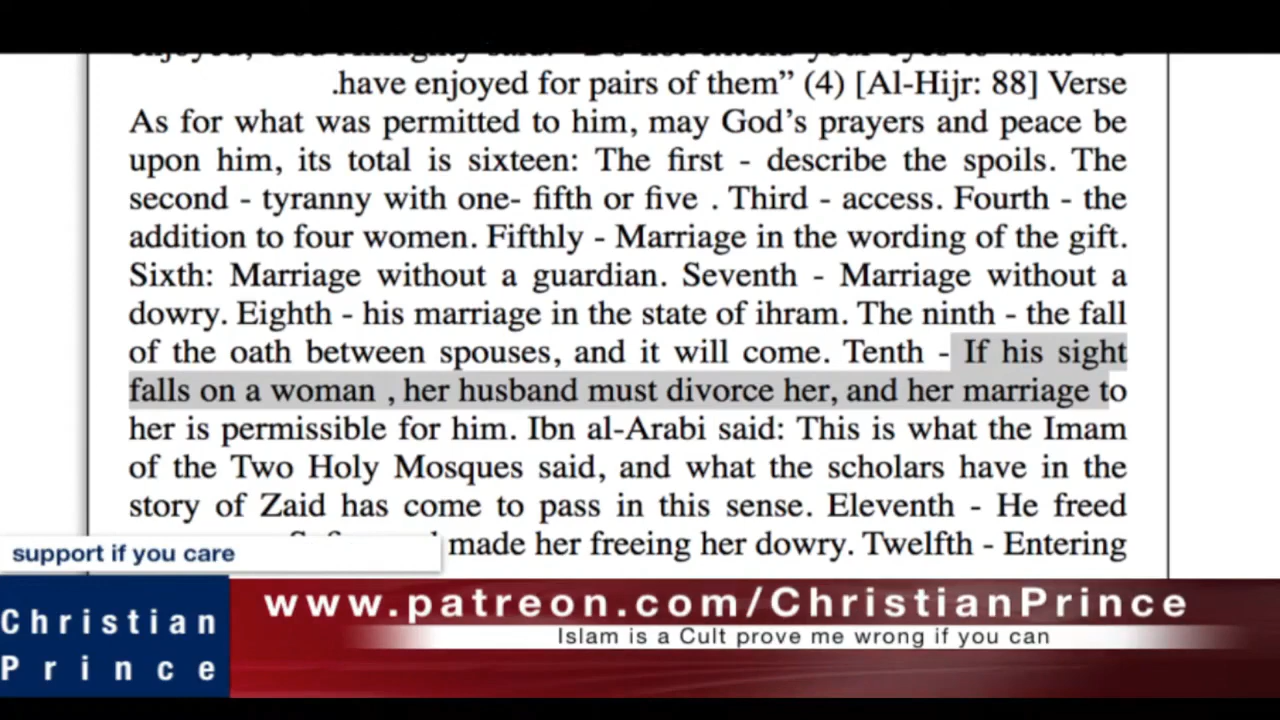 .have enjoyed for pairs of them” (4) [Al-Hijr: 88] Verse
As for what was permitted to him, may God’s prayers and peace be
upon him, its total is sixteen: The first - describe the spoils. The
second - tyranny with one- fifth or five . Third - access. Fourth - the
addition to four women. Fifthly - Marriage in the wording of the gift.
Sixth: Marriage without a guardian. Seventh - Marriage without a
dowry. Eighth - his marriage in the state of ihram. The ninth - the fall
of the oath between spouses, and it will come. Tenth - If his sight
falls on a woman , her husband must divorce her, and her marriage to
her is permissible for him. Ibn al-Arabi said: This is what the Imam
of the Two Holy Mosques said, and what the scholars have in the
story of Zaid has come to pass in this sense. Eleventh - He freed
made her freeing her dowry. Twelfth - Entering
support if you care
Christian
Prince
www.patreon.com/ChristianPrince
Islam is a Cult prove me wrong if you can